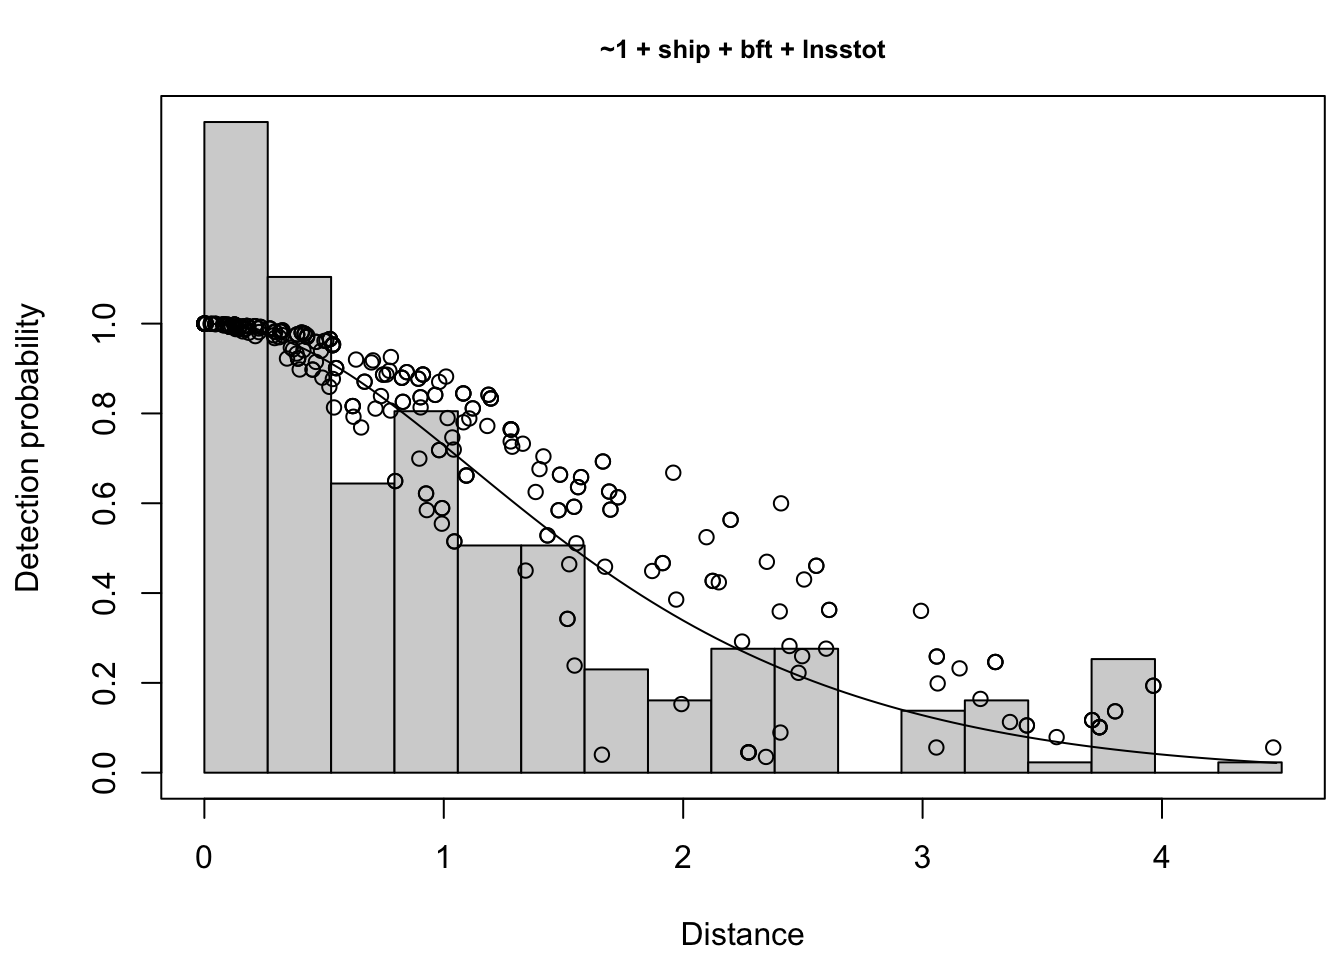 ~1 + ship + bft + lnsstot
Detection probability
1.0
0.8
0.6
0.4
0.2
0.0
0 1 2 3 4
Distance